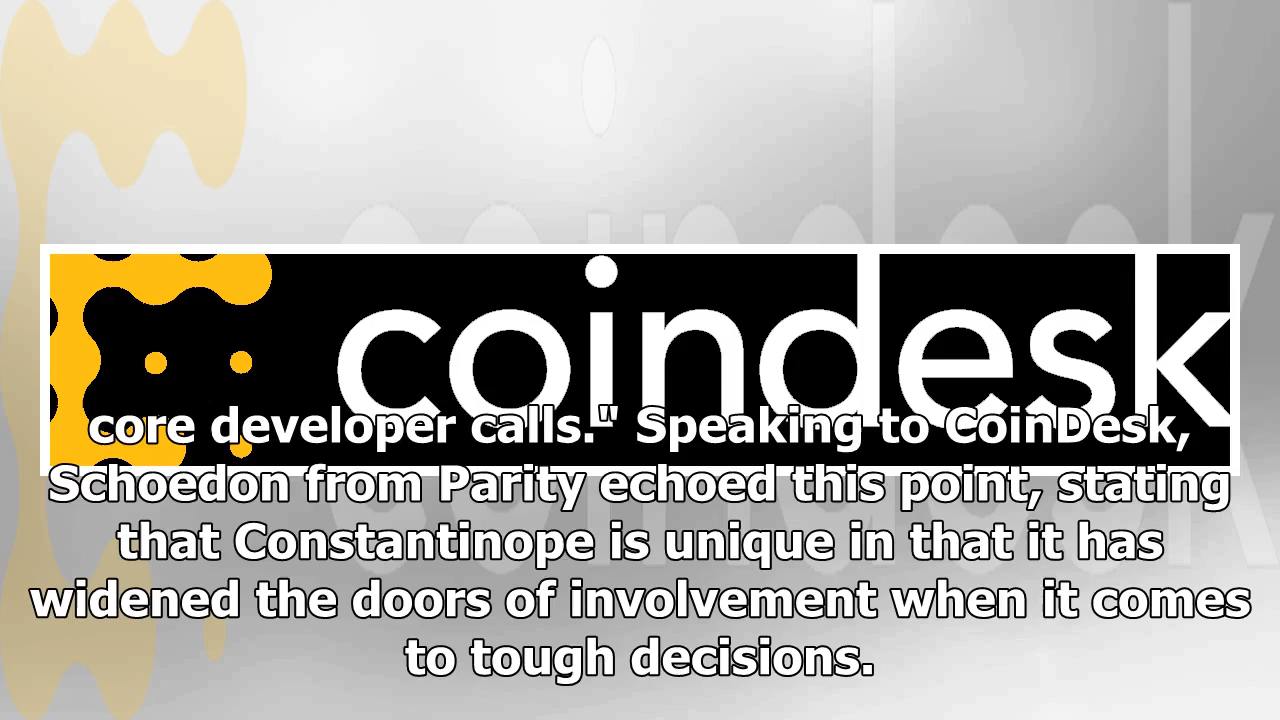 coindesk
core developer calls." Speaking to CoinDesk,
Schoedon from Parity echoed this point, stating
that Constantinope is unique in that it has
widened the doors of involvement when it comes
to tough decisions.